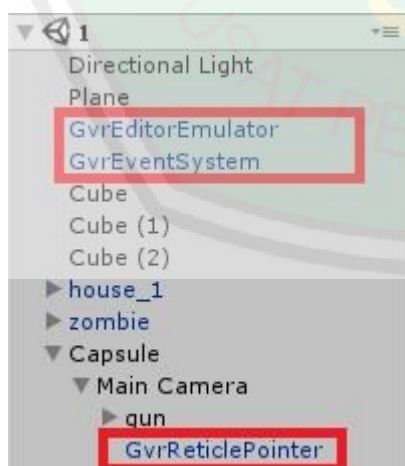 1
Directional Light
Plane
GvrEditorEmulator
GvrEventSystem
Cube
Cube (1)
Cube (2)
house_1
zombie
Capsule
Main Camera
gun
GvrReticlePointer